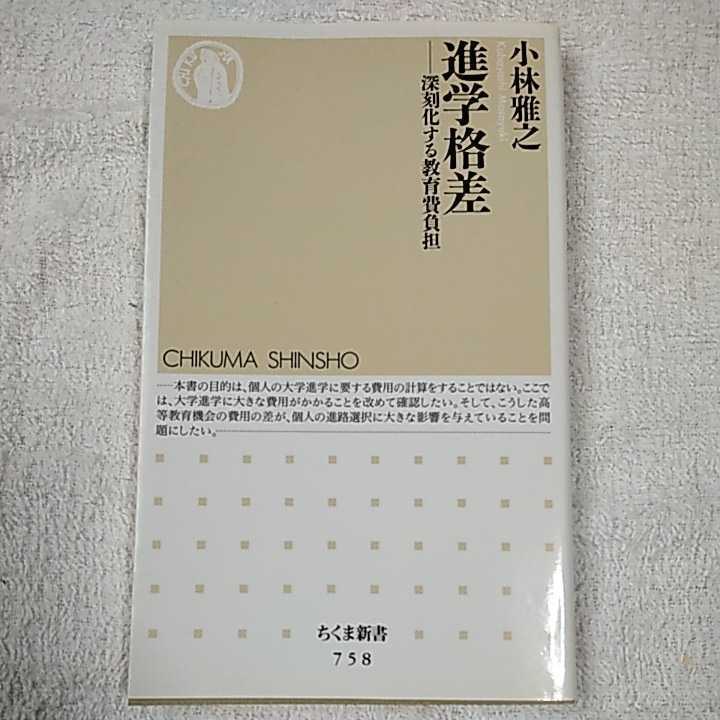 小林雅之
Kobayashi Masayuki
進学格差
──深刻化する教育費負担
CHIKUMA SHINSHO
……本書の目的は、個人の大学進学に要する費用の計算をすることではない。ここで
は、大学進学に大きな費用がかかることを改めて確認したい。そして、こうした高
等教育機会の費用の差が、個人の進路選択に大きな影響を与えていることを問
題にしたい。……
ちくま新書
758